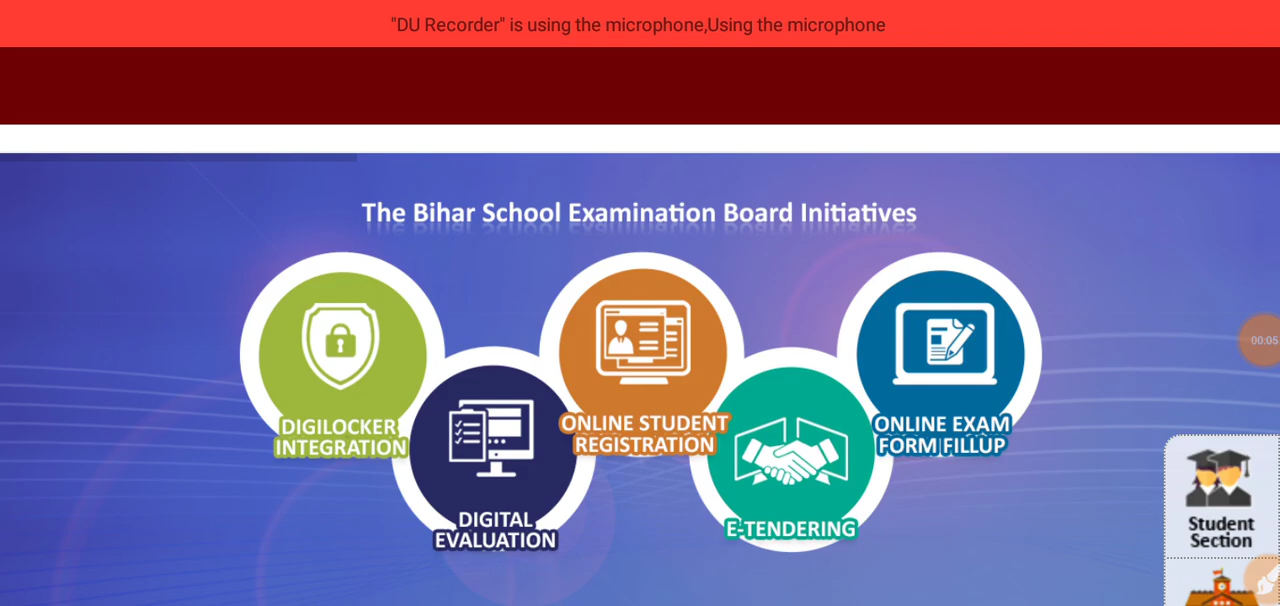 "DU Recorder" is using the microphone,Using the microphone
The Bihar School Examination Board Initiatives
00:05
DIGILOCKER
INTEGRATION
ONLINE STUDENT
REGISTRATION
ONLINE EXAM
FORM FILLUP
DIGITAL
EVALUATION
E-TENDERING
Student
Section